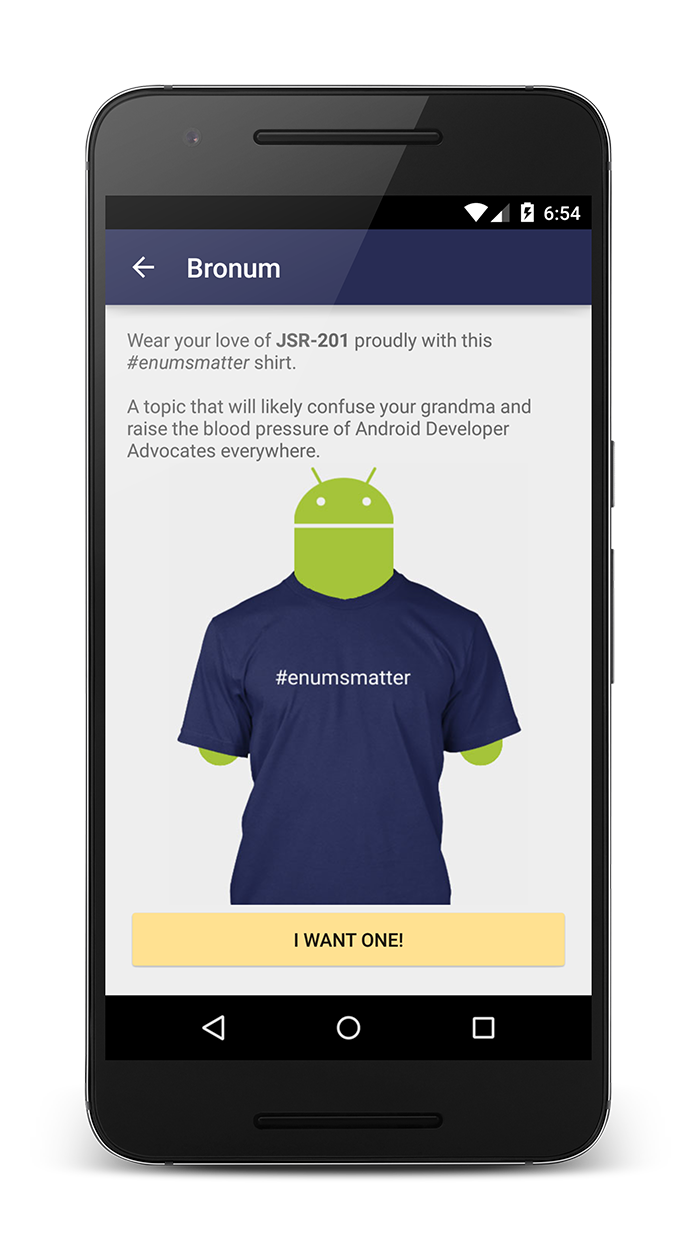 6:54
Bronum
Wear your love of JSR-201 proudly with this
#enumsmatter shirt.
A topic that will likely confuse your grandma and
raise the blood pressure of Android Developer
Advocates everywhere.
#enumsmatter
I WANT ONE!